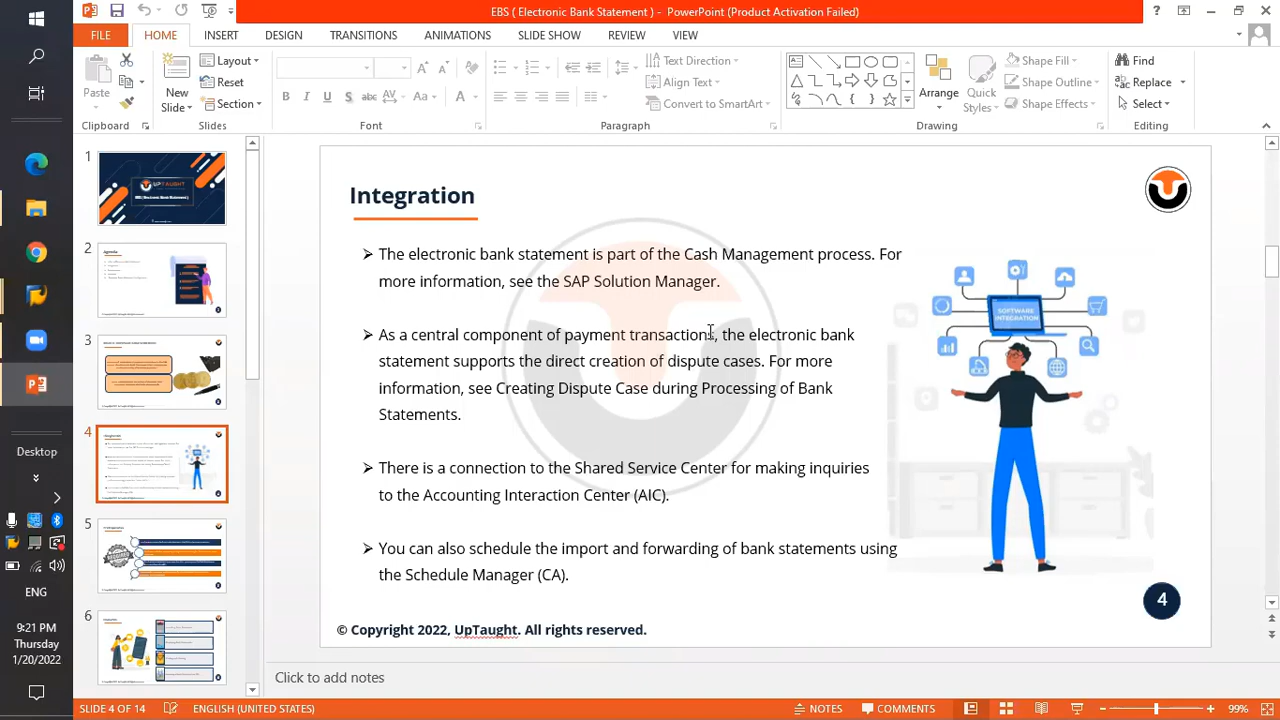 EBS ( Electronic Bank Statement ) - PowerPoint (Product Activation Failed)
FILE HOME INSERT DESIGN TRANSITIONS ANIMATIONS SLIDE SHOW REVIEW VIEW
Paste
New Slide
Layout
Reset
Section
Text Direction
Align Text
Convert to SmartArt
Arrange
Quick Styles
Shape Fill
Shape Outline
Shape Effects
Find
Replace
Select
Clipboard Slides Font Paragraph Drawing Editing
1
2
Agenda
3
4
Integration
5
6
Integration
The electronic bank statement is part of the Cash Management process. For
more information, see the SAP Solution Manager.
As a central component of payment transactions, the electronic bank
statement supports the direct creation of dispute cases. For more
information, see Creating Dispute Case during Processing of Bank
Statements.
There is a connection to the Shared Service Center for making inquiries
to the Accounting Interaction Center (AIC).
You can also schedule the import and forwarding of bank statements using
the Schedule Manager (CA).
SOFTWARE
INTEGRATION
4
© Copyright 2022, UpTaught. All rights reserved.
Click to add notes
Desktop
ENG
9:21 PM
Thursday
1/20/2022
SLIDE 4 OF 14 ENGLISH (UNITED STATES) NOTES COMMENTS 99%